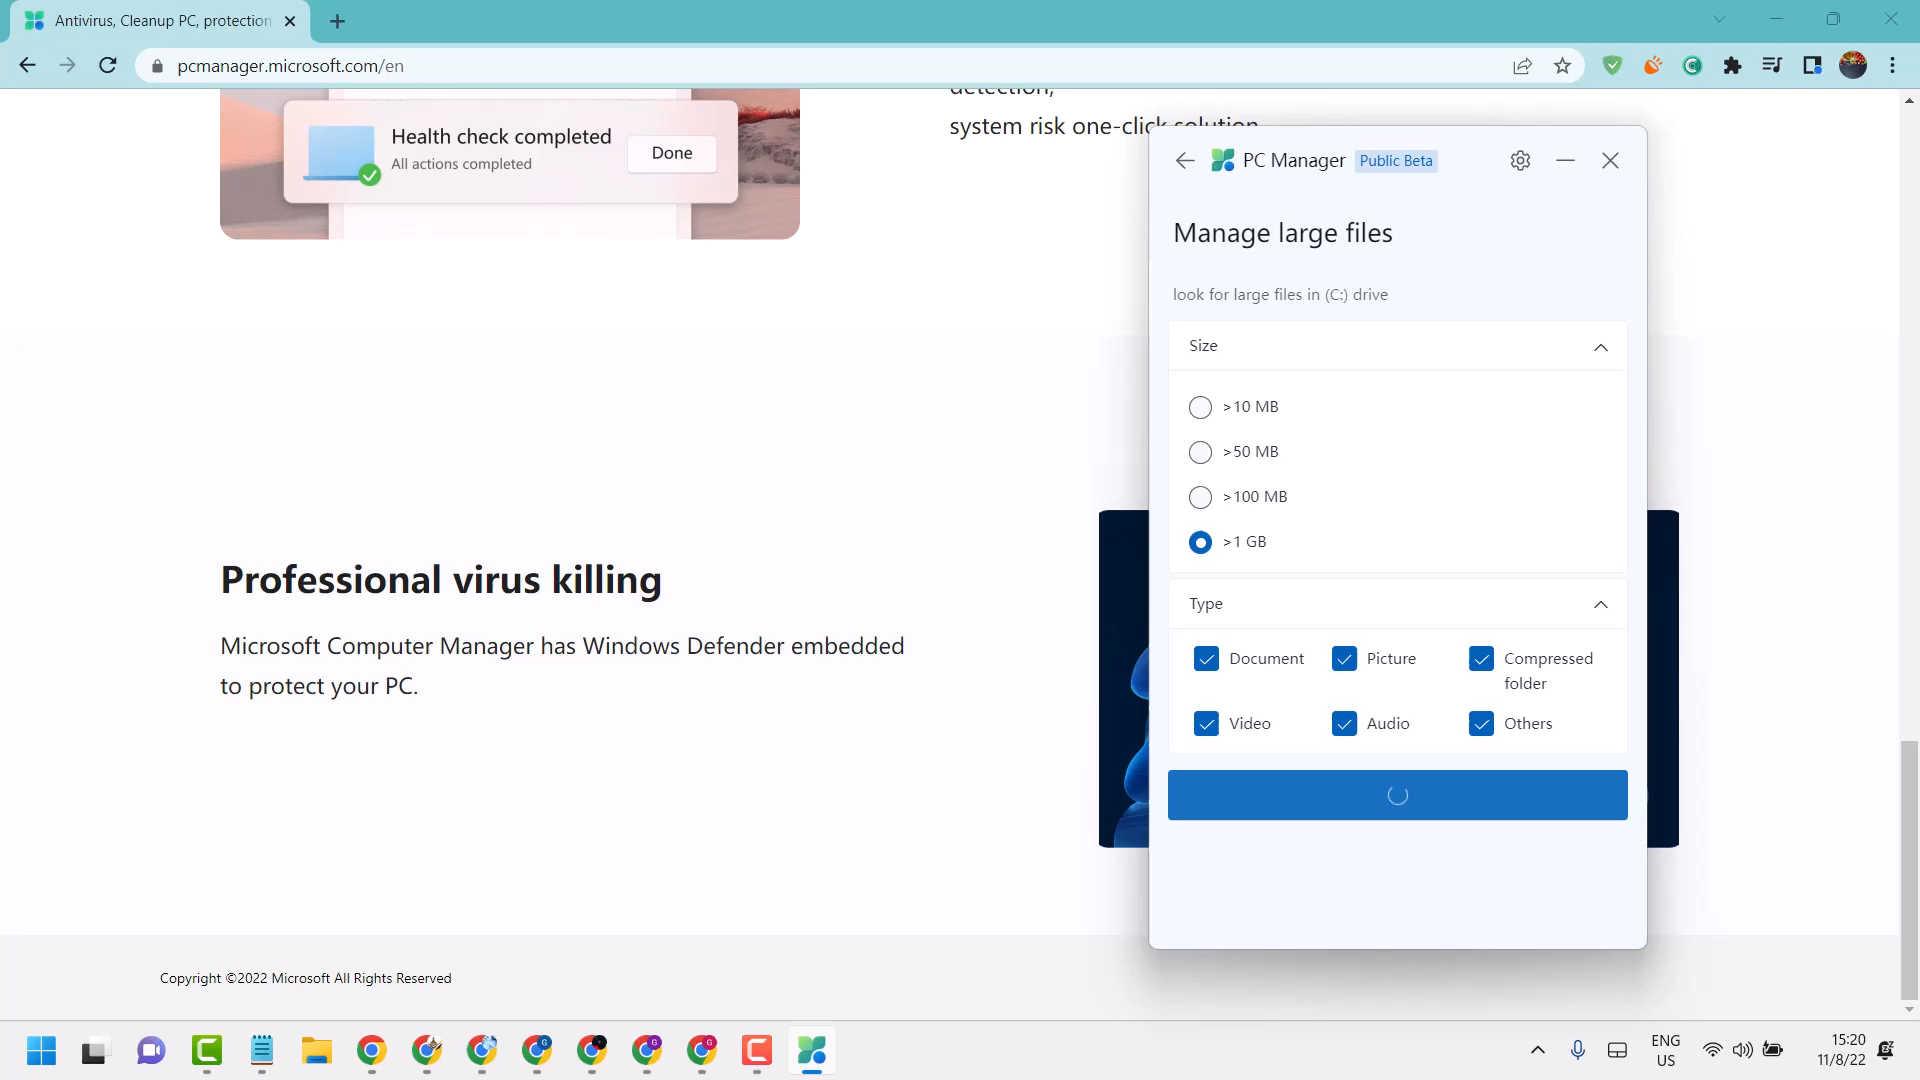 Antivirus, Cleanup PC, protection
pcmanager.microsoft.com/en
Health check completed
All actions completed
Done
detection,
system risk one-click solution
PC Manager Public Beta
Manage large files
look for large files in (C:) drive
Size
>10 MB
>50 MB
>100 MB
>1 GB
Type
Document
Picture
Compressed
folder
Video
Audio
Others
Professional virus killing
Microsoft Computer Manager has Windows Defender embedded
to protect your PC.
Copyright ©2022 Microsoft All Rights Reserved
ENG
US
15:20
11/8/22